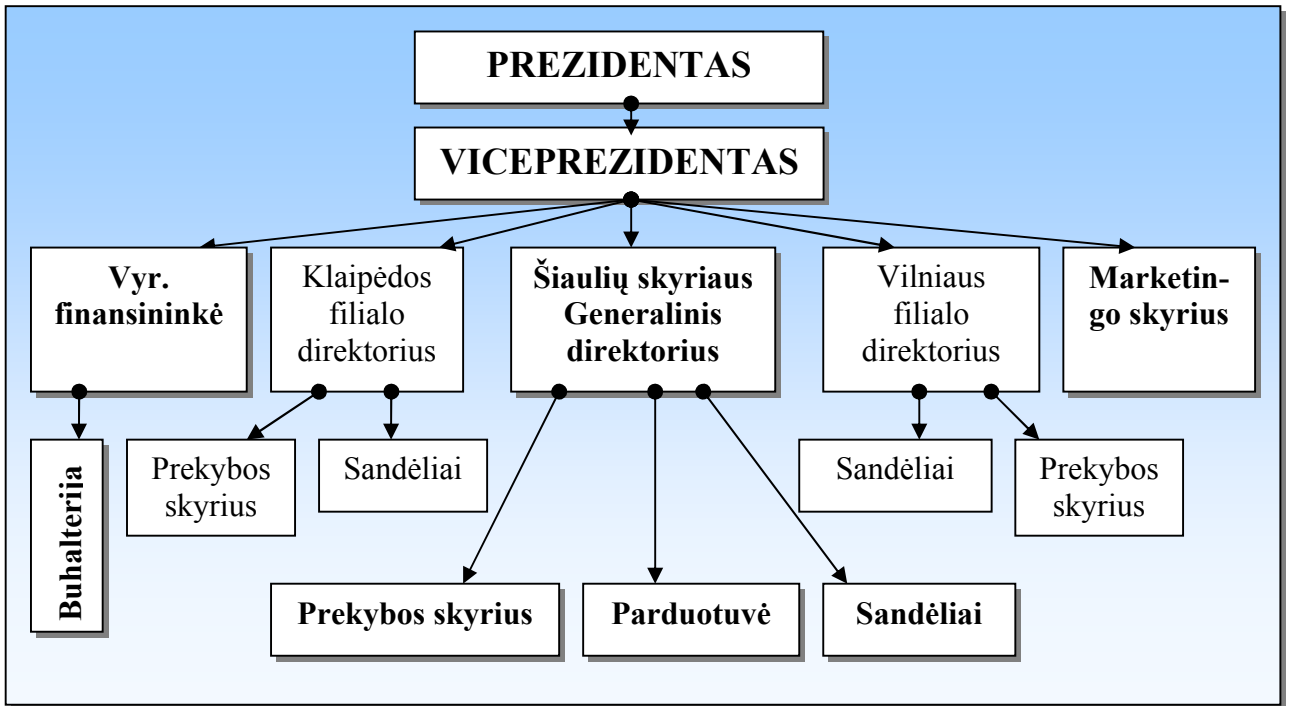 PREZIDENTAS
VICEPREZIDENTAS
Vyr.
finansininkė
Klaipėdos
filialo
direktorius
Šiaulių skyriaus
Generalinis
direktorius
Vilniaus
filialo
direktorius
Marketin-
go skyrius
Buhalterija
Prekybos
skyrius
Sandėliai
Sandėliai
Prekybos
skyrius
Prekybos skyrius
Parduotuvė
Sandėliai